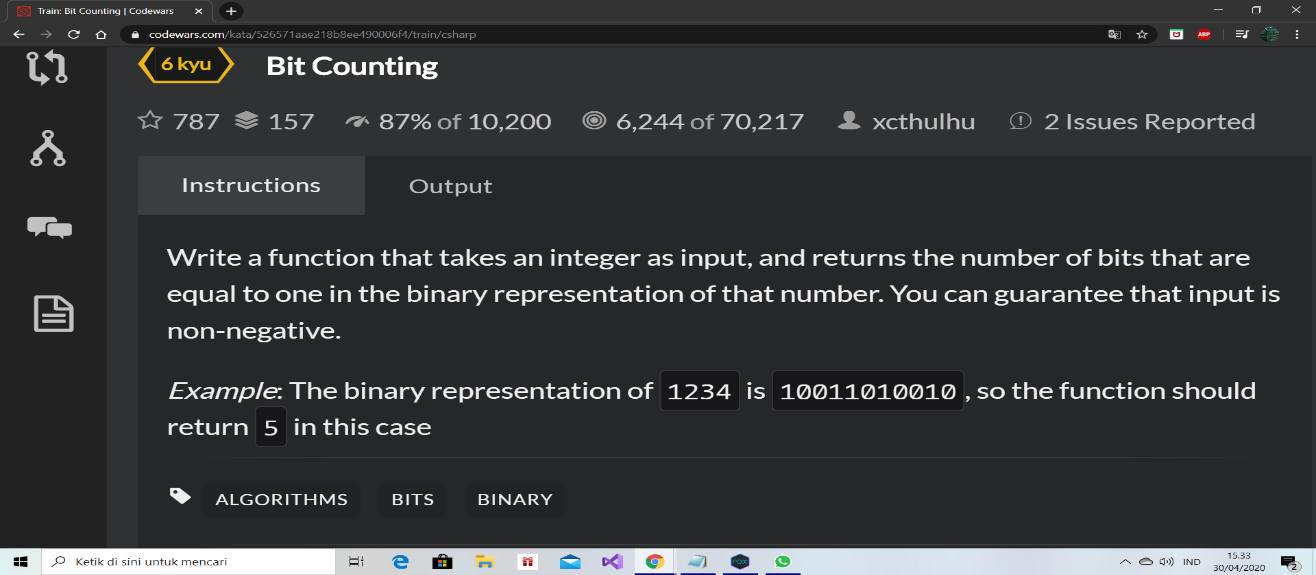 Train: Bit Counting | Codewars
codewars.com/kata/526571aae218b8ee490006f4/train/csharp
ABP
6 kyu Bit Counting
787 157 87% of 10,200 6,244 of 70,217 xcthulhu 2 Issues Reported
Instructions Output
Write a function that takes an integer as input, and returns the number of bits that are
equal to one in the binary representation of that number. You can guarantee that input is
non-negative.
Example: The binary representation of 1234 is 10011010010, so the function should
return 5 in this case
ALGORITHMS BITS BINARY
Ketik di sini untuk mencari
IND
15.33
30/04/2020
2